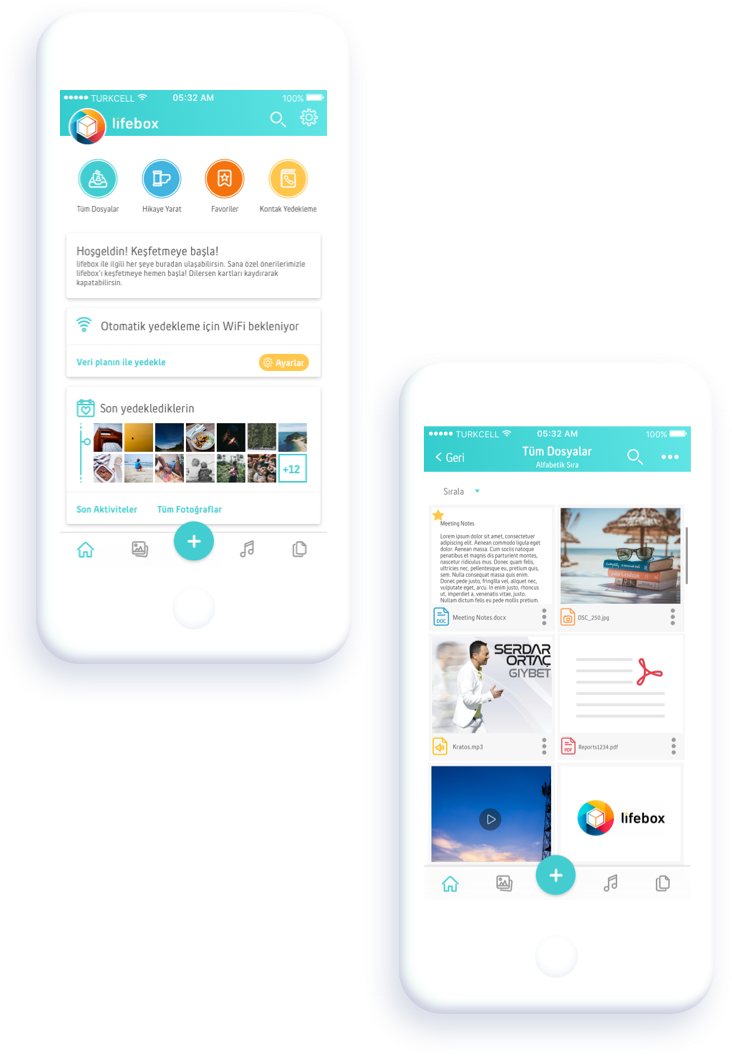 TURKCELL
05:32 AM
100%
lifebox
Tüm Dosyalar
Hikaye Yarat
Favoriler
Kontak Yedekleme
Hoşgeldin! Keşfetmeye başla!
lifebox ile ilgili her şeye buradan ulaşabilirsin. Sana özel önerilerimizle
lifebox'ı keşfetmeye hemen başla! Dilersen kartları kaydırarak
kapatabilirsin.
Otomatik yedekleme için WiFi bekleniyor
Veri planın ile yedekle
Ayarlar
Son yedeklediklerin
+12
Son Aktiviteler
Tüm Fotoğraflar
TURKCELL
05:32 AM
100%
Geri
Tüm Dosyalar
Alfabetik Sıra
Sırala
Meeting Notes
Lorem ipsum dolor sit amet, consectetuer
adipiscing elit. Aenean commodo ligula eget
dolor. Aenean massa. Cum sociis natoque
penatibus et magnis dis parturient montes,
nascetur ridiculus mus. Donec quam felis,
ultricies nec, pellentesque eu, pretium quis,
sem. Nulla consequat massa quis enim.
Donec pede justo, fringilla vel, aliquet nec,
vulputate eget, arcu. In enim justo, rhoncus
ut, imperdiet a, venenatis vitae, justo.
Nullam dictum felis eu pede mollis pretium.
DOC
Meeting Notes.docx
DSC_250.jpg
SERDAR
ORTAÇ
GIYBET
Kratos.mp3
PDF
Reports1234.pdf
lifebox